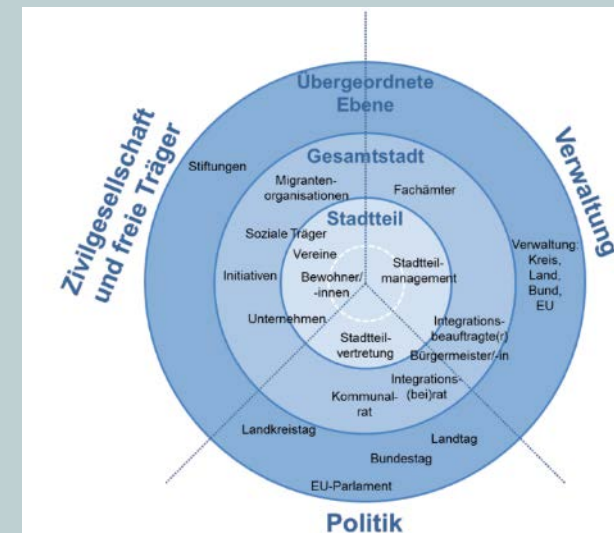 Übergeordnete
Ebene
Gesamtstadt
Stadtteil
Zivilgesellschaft
und freie Träger
Verwaltung
Politik
Stiftungen
Migranten-
organisationen
Fachämter
Soziale Träger
Vereine
Initiativen
Bewohner/
-innen
Stadtteil-
management
Verwaltung:
Kreis,
Land,
Bund,
EU
Unternehmen
Stadtteil-
vertretung
Integrations-
beauftragte(r)
Bürgermeister/-in
Integrations-
(bei)rat
Kommunal-
rat
Landkreistag
Landtag
Bundestag
EU-Parlament